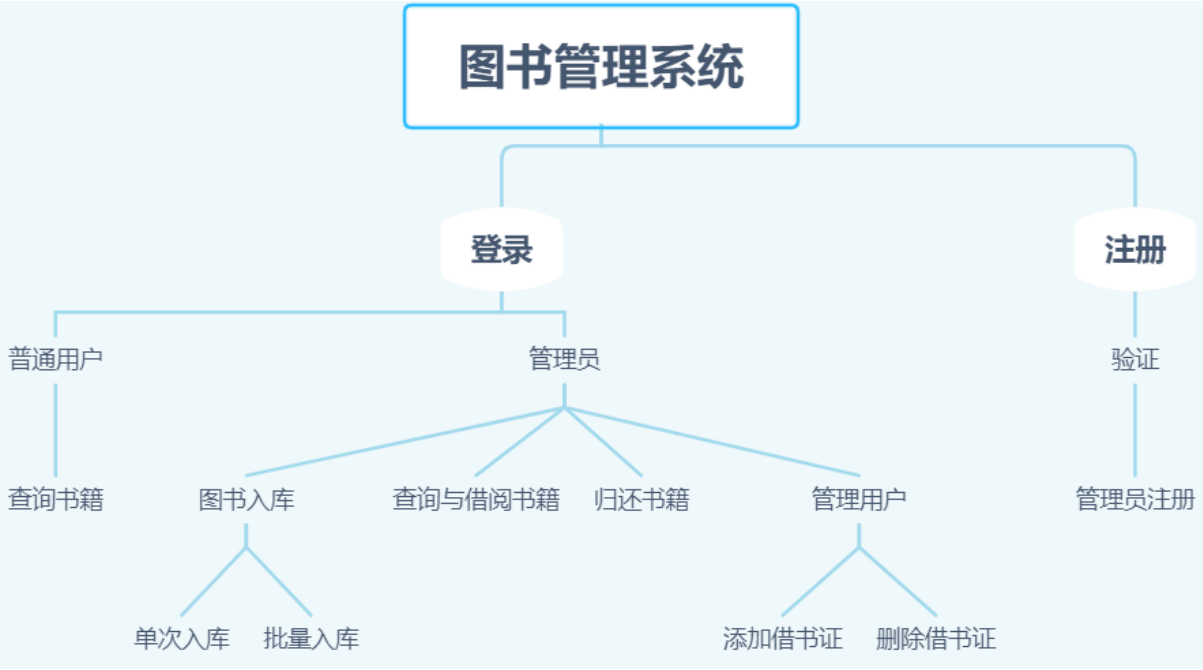 图书管理系统
登录
注册
普通用户
管理员
验证
查询书籍
图书入库
查询与借阅书籍
归还书籍
管理用户
管理员注册
单次入库
批量入库
添加借书证
删除借书证